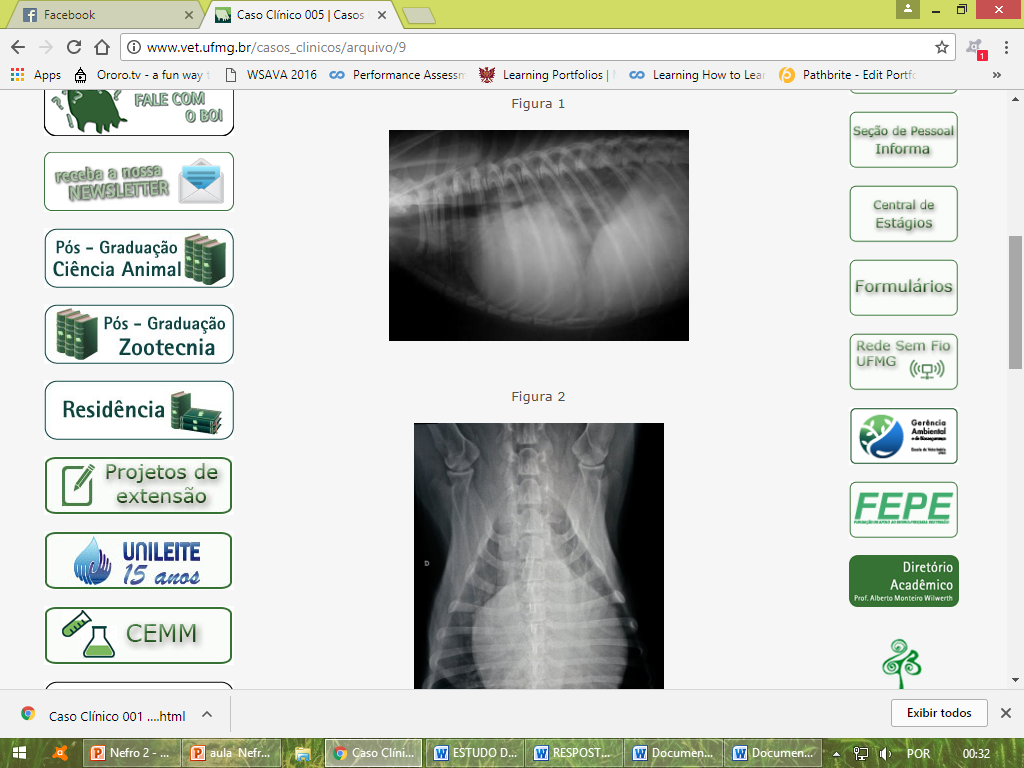 Facebook
Caso Clínico 005 | Casos
www.vet.ufmg.br/casos_clinicos/arquivo/9
1
Apps
Ororo.tv - a fun way
WSAVA 2016
Performance Assessm
Learning Portfolios |
Learning How to Lea
Pathbrite - Edit Portf
»
FALE COM
O BOI
receba a nossa
NEWSLETTER
Pós - Graduação
Ciência Animal
Pós - Graduação
Zootecnia
Residência
Projetos de
extensão
UNILEITE
15 anos
CEMM
Figura 1
Figura 2
D
Seção de Pessoal
Informa
Central de
Estágios
Formulários
Rede Sem Fio
UFMG
Gerência
Ambiental
e de Biossegurança
FEPE
Diretório
Acadêmico
Prof. Alberto Monteiro Wilwerth
Caso Clínico 001 ....html
Exibir todos
Nefro 2 - ...
aula Nefr...
Caso Clíni...
ESTUDO D...
RESPOST...
Documen...
Documen...
POR
00:32